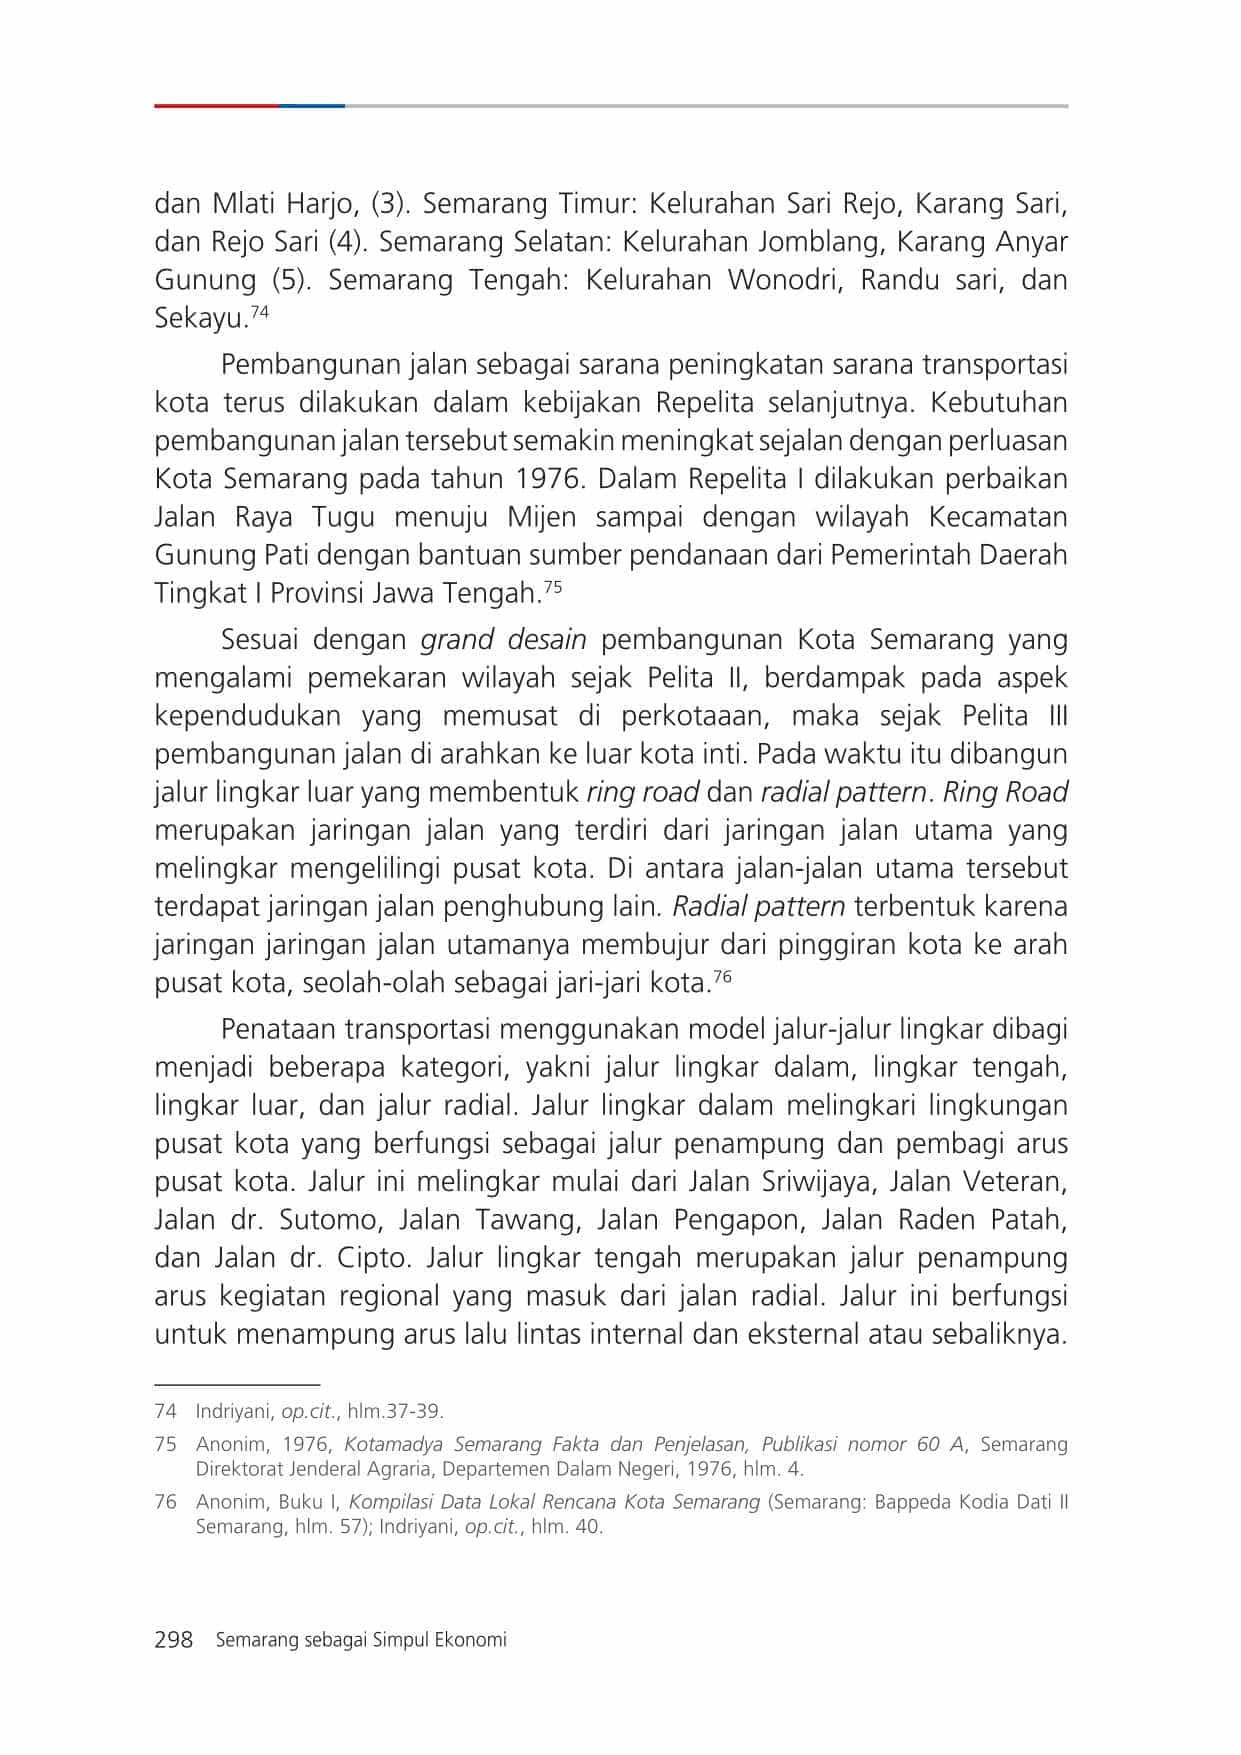 dan Mlati Harjo, (3). Semarang Timur: Kelurahan Sari Rejo, Karang Sari,
dan Rejo Sari (4). Semarang Selatan: Kelurahan Jomblang, Karang Anyar
Gunung (5). Semarang Tengah: Kelurahan Wonodri, Randu sari, dan
Sekayu.74
Pembangunan jalan sebagai sarana peningkatan sarana transportasi
kota terus dilakukan dalam kebijakan Repelita selanjutnya. Kebutuhan
pembangunan jalan tersebut semakin meningkat sejalan dengan perluasan
Kota Semarang pada tahun 1976. Dalam Repelita I dilakukan perbaikan
Jalan Raya Tugu menuju Mijen sampai dengan wilayah Kecamatan
Gunung Pati dengan bantuan sumber pendanaan dari Pemerintah Daerah
Tingkat I Provinsi Jawa Tengah.75
Sesuai dengan grand desain pembangunan Kota Semarang yang
mengalami pemekaran wilayah sejak Pelita II, berdampak pada aspek
kependudukan yang memusat di perkotaaan, maka sejak Pelita III
pembangunan jalan di arahkan ke luar kota inti. Pada waktu itu dibangun
jalur lingkar luar yang membentuk ring road dan radial pattern. Ring Road
merupakan jaringan jalan yang terdiri dari jaringan jalan utama yang
melingkar mengelilingi pusat kota. Di antara jalan-jalan utama tersebut
terdapat jaringan jalan penghubung lain. Radial pattern terbentuk karena
jaringan jaringan jalan utamanya membujur dari pinggiran kota ke arah
pusat kota, seolah-olah sebagai jari-jari kota.76
Penataan transportasi menggunakan model jalur-jalur lingkar dibagi
menjadi beberapa kategori, yakni jalur lingkar dalam, lingkar tengah,
lingkar luar, dan jalur radial. Jalur lingkar dalam melingkari lingkungan
pusat kota yang berfungsi sebagai jalur penampung dan pembagi arus
pusat kota. Jalur ini melingkar mulai dari Jalan Sriwijaya, Jalan Veteran,
Jalan dr. Sutomo, Jalan Tawang, Jalan Pengapon, Jalan Raden Patah,
dan Jalan dr. Cipto. Jalur lingkar tengah merupakan jalur penampung
arus kegiatan regional yang masuk dari jalan radial. Jalur ini berfungsi
untuk menampung arus lalu lintas internal dan eksternal atau sebaliknya.
74 Indriyani, op.cit., hlm.37-39.
75 Anonim, 1976, Kotamadya Semarang Fakta dan Penjelasan, Publikasi nomor 60 A, Semarang
Direktorat Jenderal Agraria, Departemen Dalam Negeri, 1976, hlm. 4.
76 Anonim, Buku I, Kompilasi Data Lokal Rencana Kota Semarang (Semarang: Bappeda Kodia Dati II
Semarang, hlm. 57); Indriyani, op.cit., hlm. 40.
298 Semarang sebagai Simpul Ekonomi